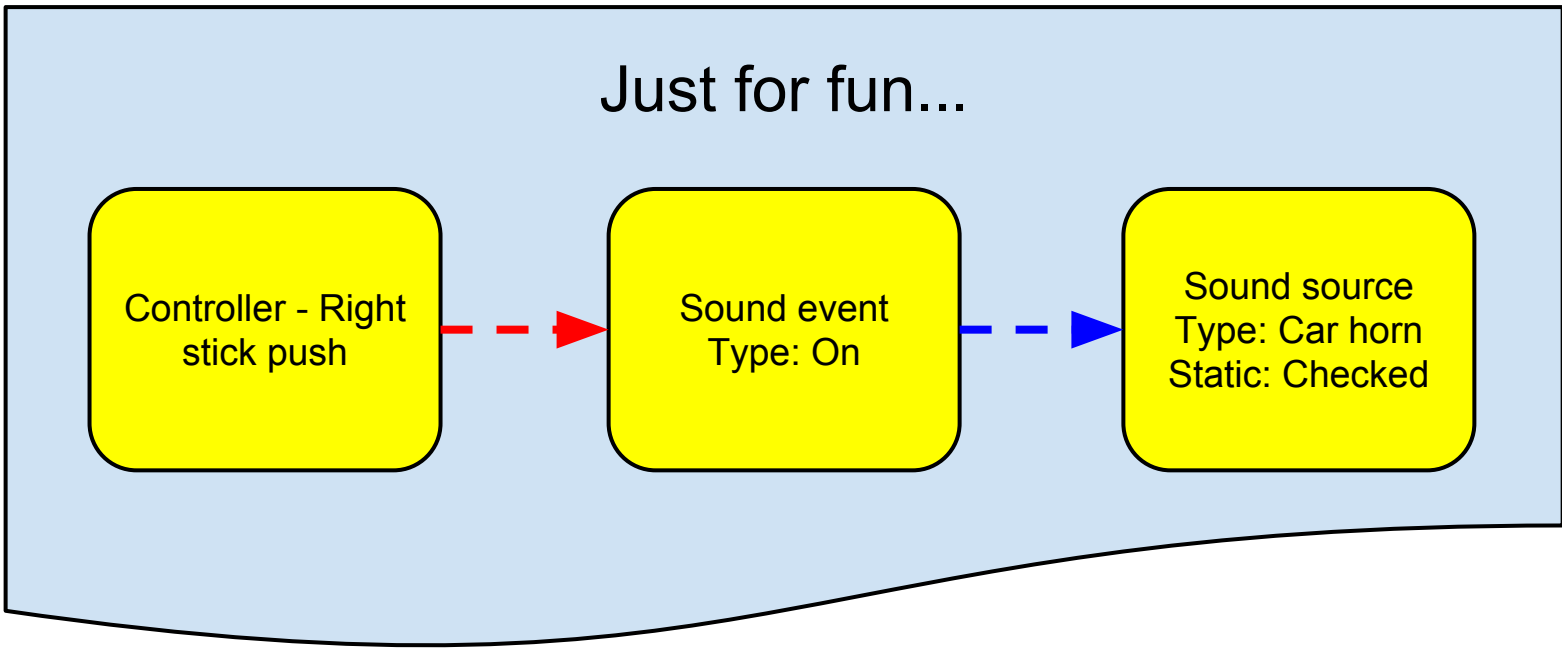 Just for fun...
Controller - Right
stick push
Sound event
Type: On
Sound source
Type: Car horn
Static: Checked